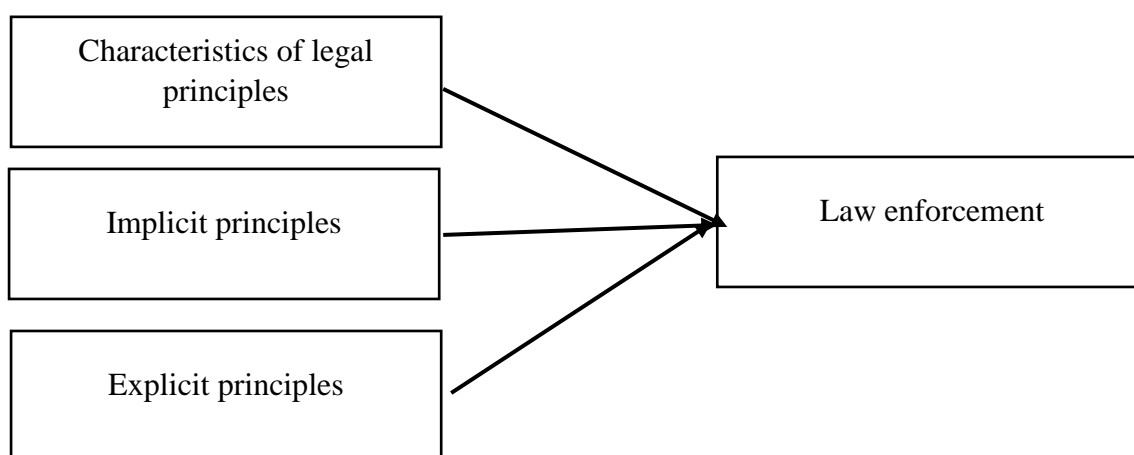 Characteristics of legal
principles
Implicit principles
Law enforcement
Explicit principles